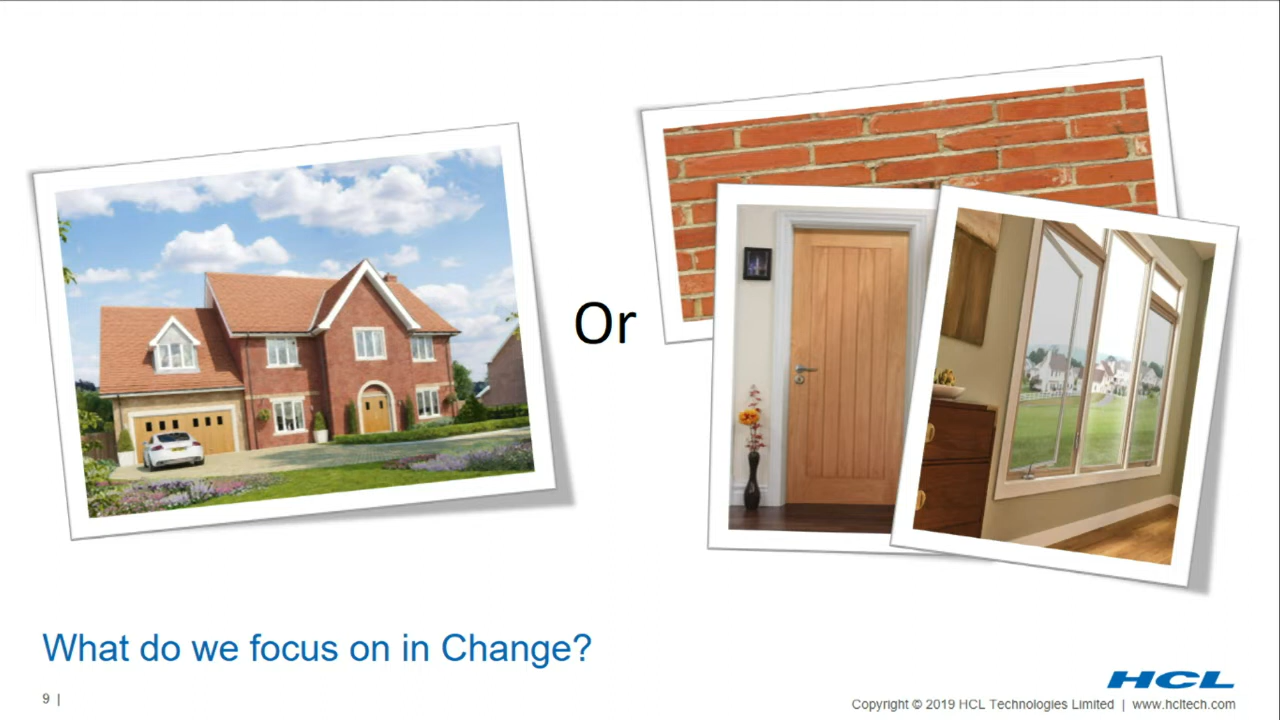 Or
What do we focus on in Change?
9 |
HCL
Copyright © 2019 HCL Technologies Limited | www.hcltech.com